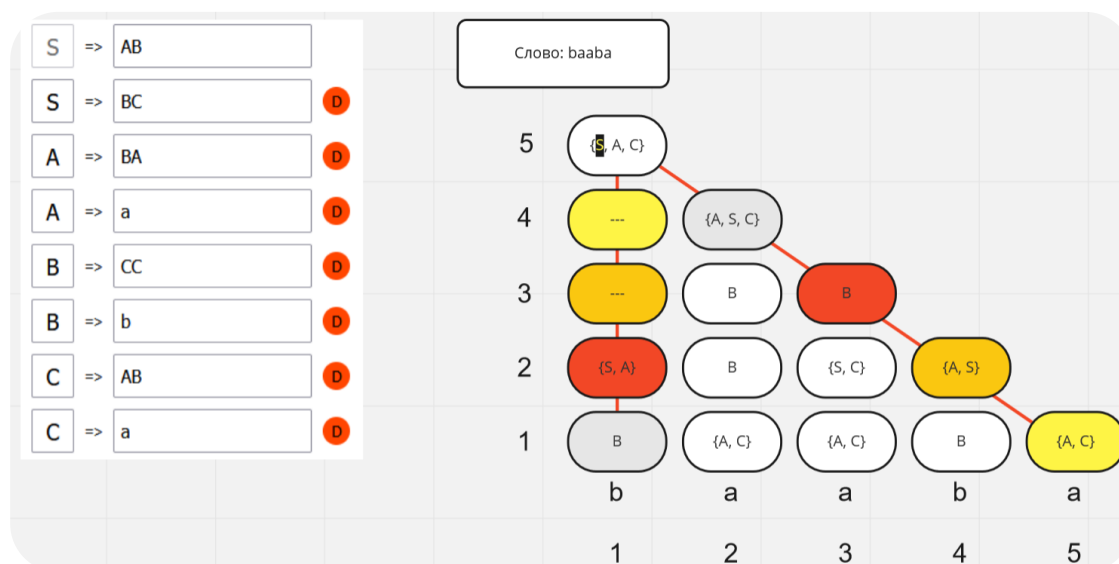 S => AB
S => BC D
A => BA D
A => a D
B => CC D
B => b D
C => AB D
C => a D
Слово: baaba
5 {S, A, C}
4 --- {A, S, C}
3 --- B B
2 {S, A} B {S, C} {A, S}
1 B {A, C} {A, C} B {A, C}
b a a b a
1 2 3 4 5